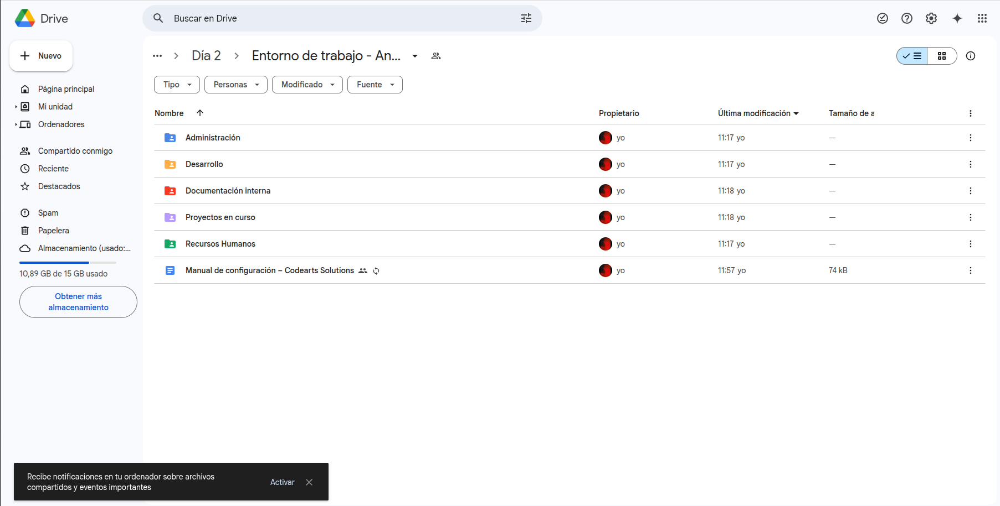 Drive
Buscar en Drive
Nuevo
Día 2
Entorno de trabajo - An...
Página principal
Mi unidad
Ordenadores
Compartido conmigo
Reciente
Destacados
Spam
Papelera
Almacenamiento (usado:...
10,89 GB de 15 GB usado
Obtener más
almacenamiento
Tipo Personas Modificado Fuente
Nombre Propietario Última modificación Tamaño de a
Administración yo 11:17 yo —
Desarrollo yo 11:17 yo —
Documentación interna yo 11:18 yo —
Proyectos en curso yo 11:18 yo —
Recursos Humanos yo 11:17 yo —
Manual de configuración – Codearts Solutions yo 11:57 yo 74 kB
Recibe notificaciones en tu ordenador sobre archivos
compartidos y eventos importantes
Activar